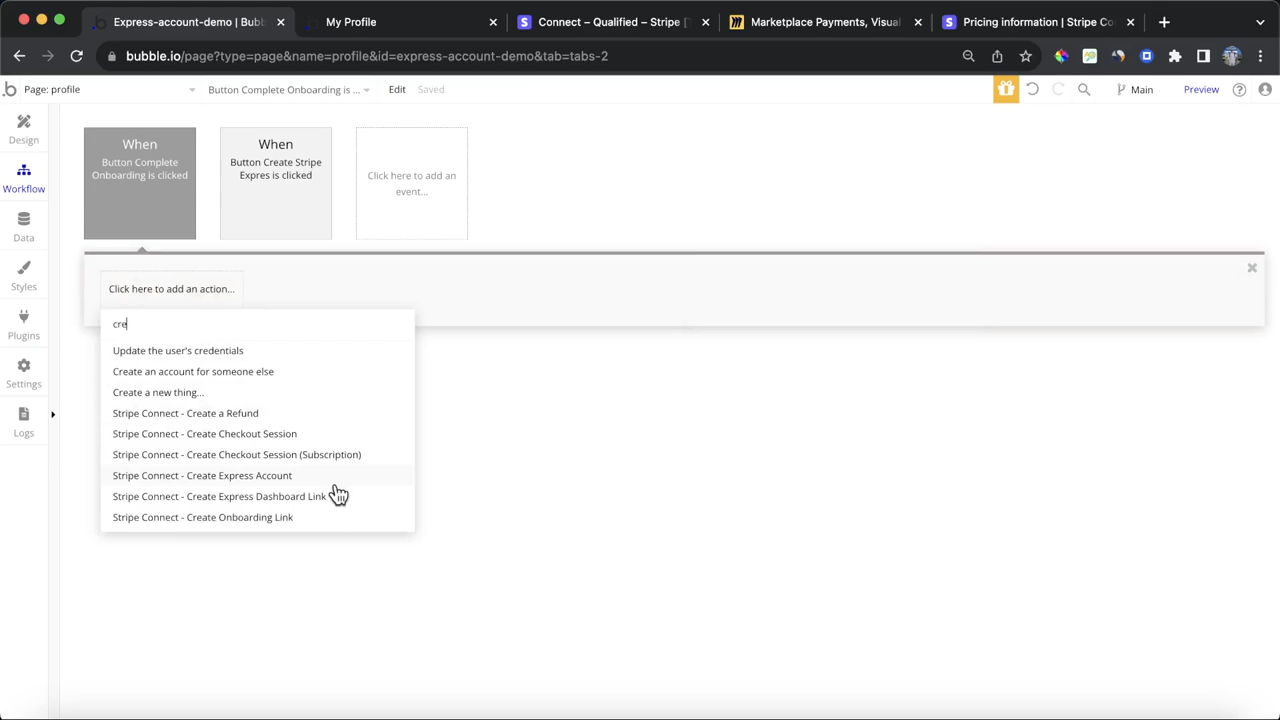 Express-account-demo | Bubb
My Profile
Connect – Qualified – Stripe [T
Marketplace Payments, Visual
Pricing information | Stripe Co
bubble.io/page?type=page&name=profile&id=express-account-demo&tab=tabs-2
Page: profile
Button Complete Onboarding is ...
Edit
Saved
Main
Preview
Design
Workflow
Data
Styles
Plugins
Settings
Logs
When
Button Complete
Onboarding is clicked
When
Button Create Stripe
Expres is clicked
Click here to add an
event...
Click here to add an action...
cre
Update the user's credentials
Create an account for someone else
Create a new thing...
Stripe Connect - Create a Refund
Stripe Connect - Create Checkout Session
Stripe Connect - Create Checkout Session (Subscription)
Stripe Connect - Create Express Account
Stripe Connect - Create Express Dashboard Link
Stripe Connect - Create Onboarding Link